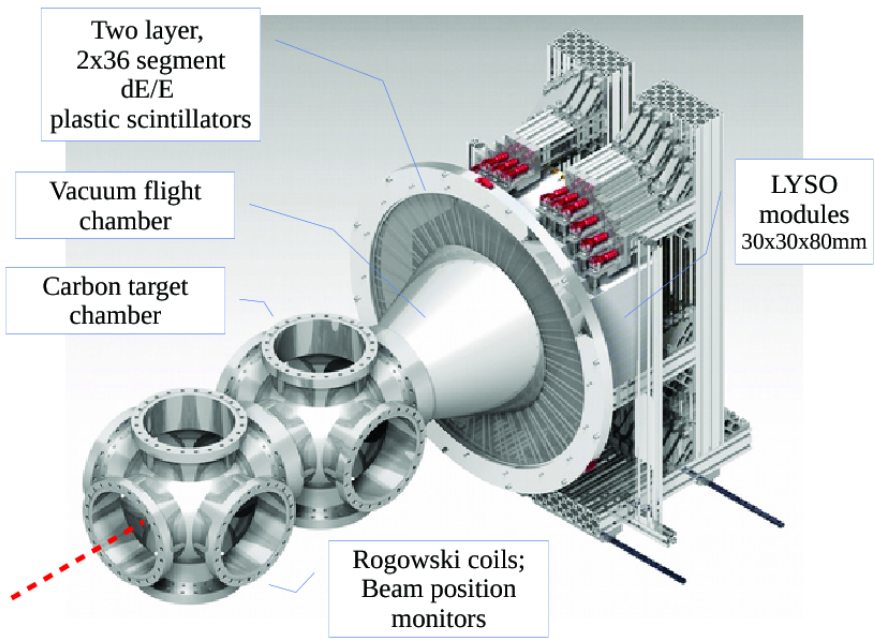 Two layer,
2x36 segment
dE/E
plastic scintillators
Vacuum flight
chamber
Carbon target
chamber
LYSO
modules
30x30x80mm
Rogowski coils;
Beam position
monitors